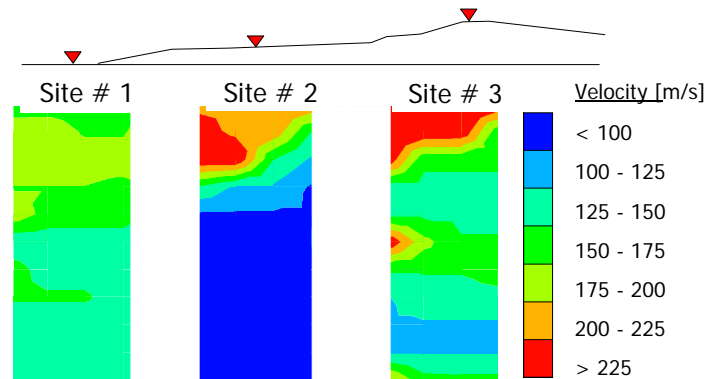 Site # 1
Site # 2
Site # 3
Velocity [m/s]
< 100
100 - 125
125 - 150
150 - 175
175 - 200
200 - 225
> 225